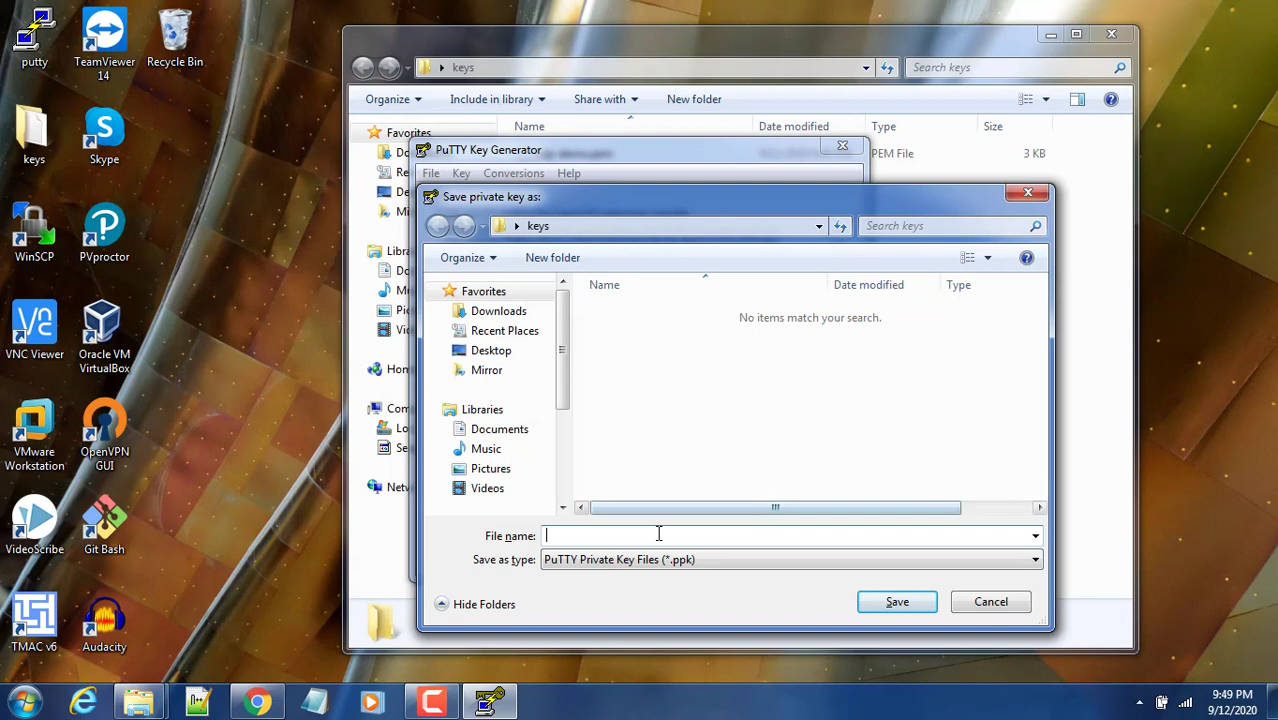 putty
TeamViewer
14
Recycle Bin
keys
Skype
WinSCP
PVproctor
VNC Viewer
Oracle VM
VirtualBox
VMware
Workstation
OpenVPN
GUI
VideoScribe
Git Bash
TMAC v6
Audacity
keys
Search keys
Organize
Include in library
Share with
New folder
Favorites
Name
Date modified
Type
Size
PEM File
3 KB
PuTTY Key Generator
File Key Conversions Help
Save private key as:
keys
Search keys
Organize
New folder
Favorites
Downloads
Recent Places
Desktop
Mirror
Libraries
Documents
Music
Pictures
Videos
Name
Date modified
Type
No items match your search.
File name:
Save as type: PuTTY Private Key Files (*.ppk)
Hide Folders
Save
Cancel
9:49 PM
9/12/2020